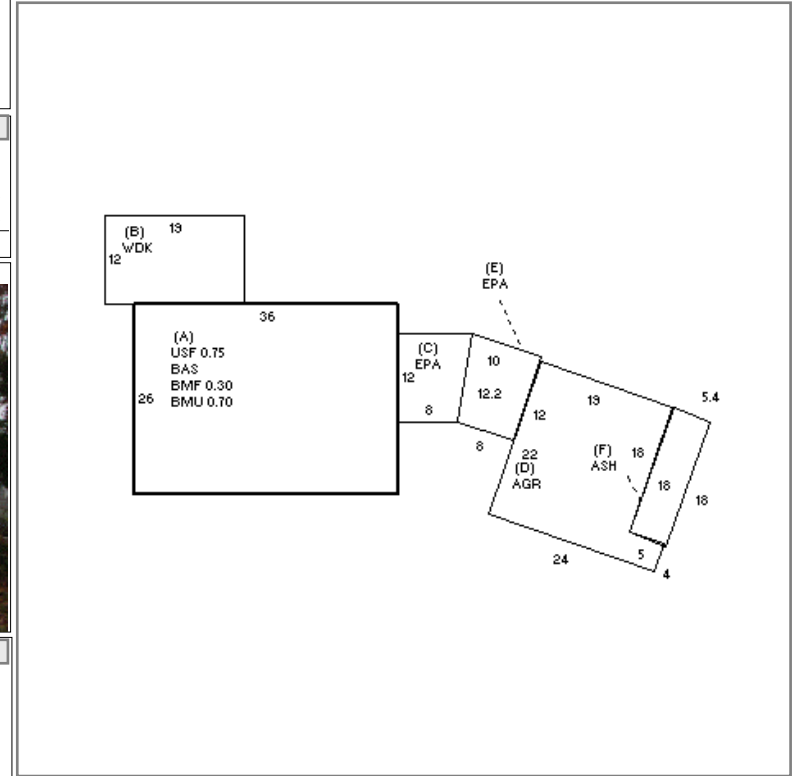 (B)
WDK
19
12
36
(A)
USF 0.75
BAS
BMF 0.30
BMU 0.70
26
(C)
EPA
12
8
(E)
EPA
10
12.2
8
12
19
5.4
22
(D)
AGR
(F)
ASH
18
18
18
5
4
24